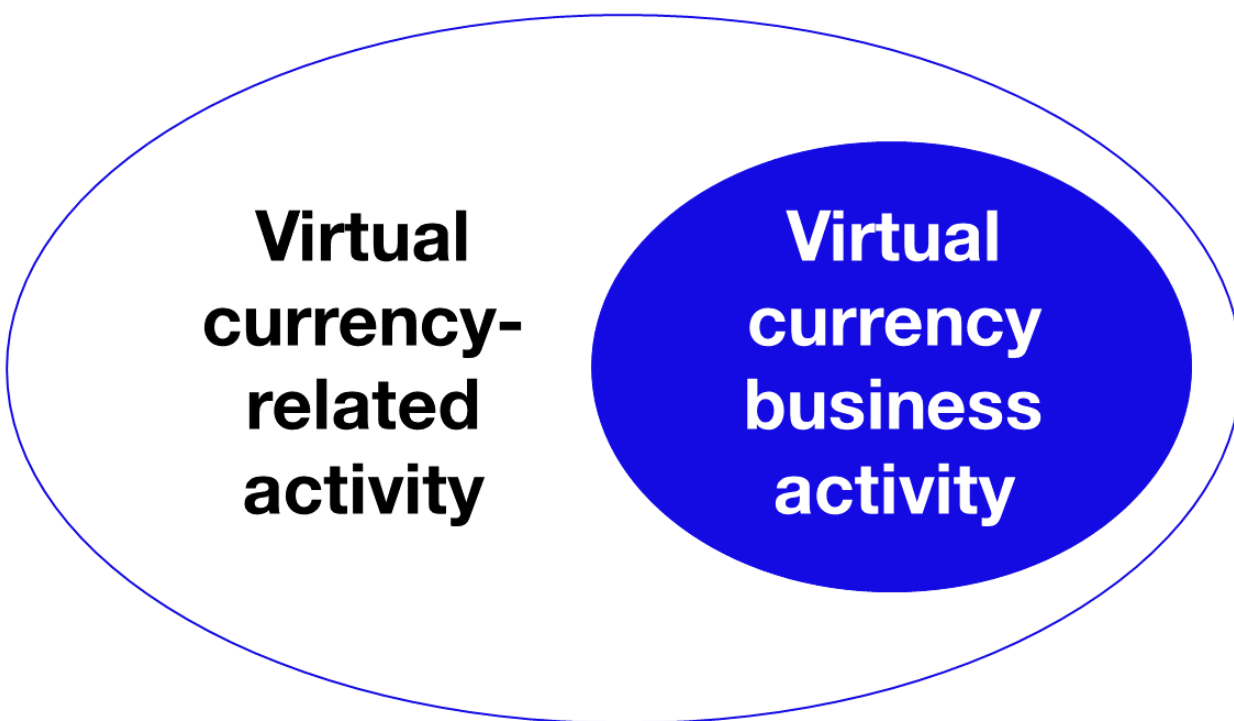 Virtual
currency-
related
activity
Virtual
currency
business
activity